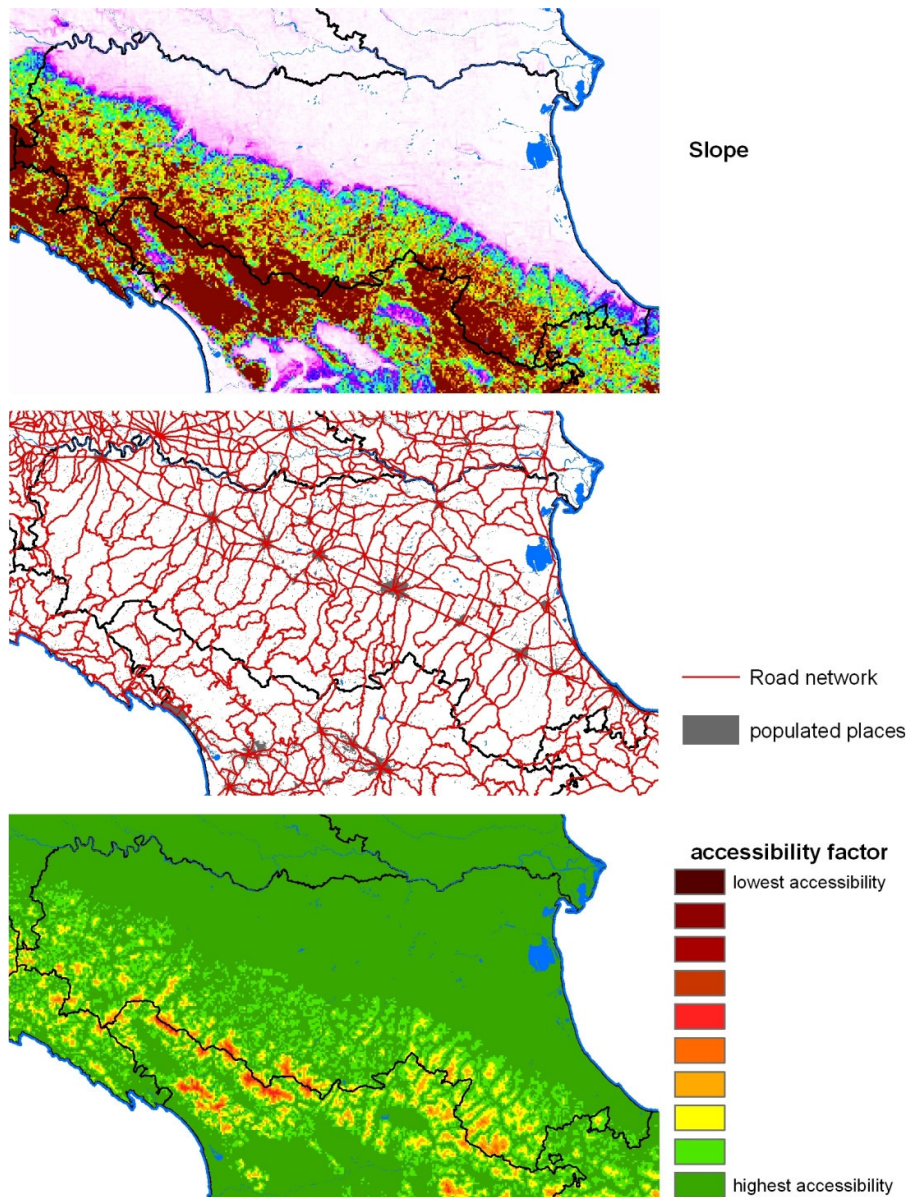 Slope
Road network
populated places
accessibility factor
lowest accessibility
highest accessibility